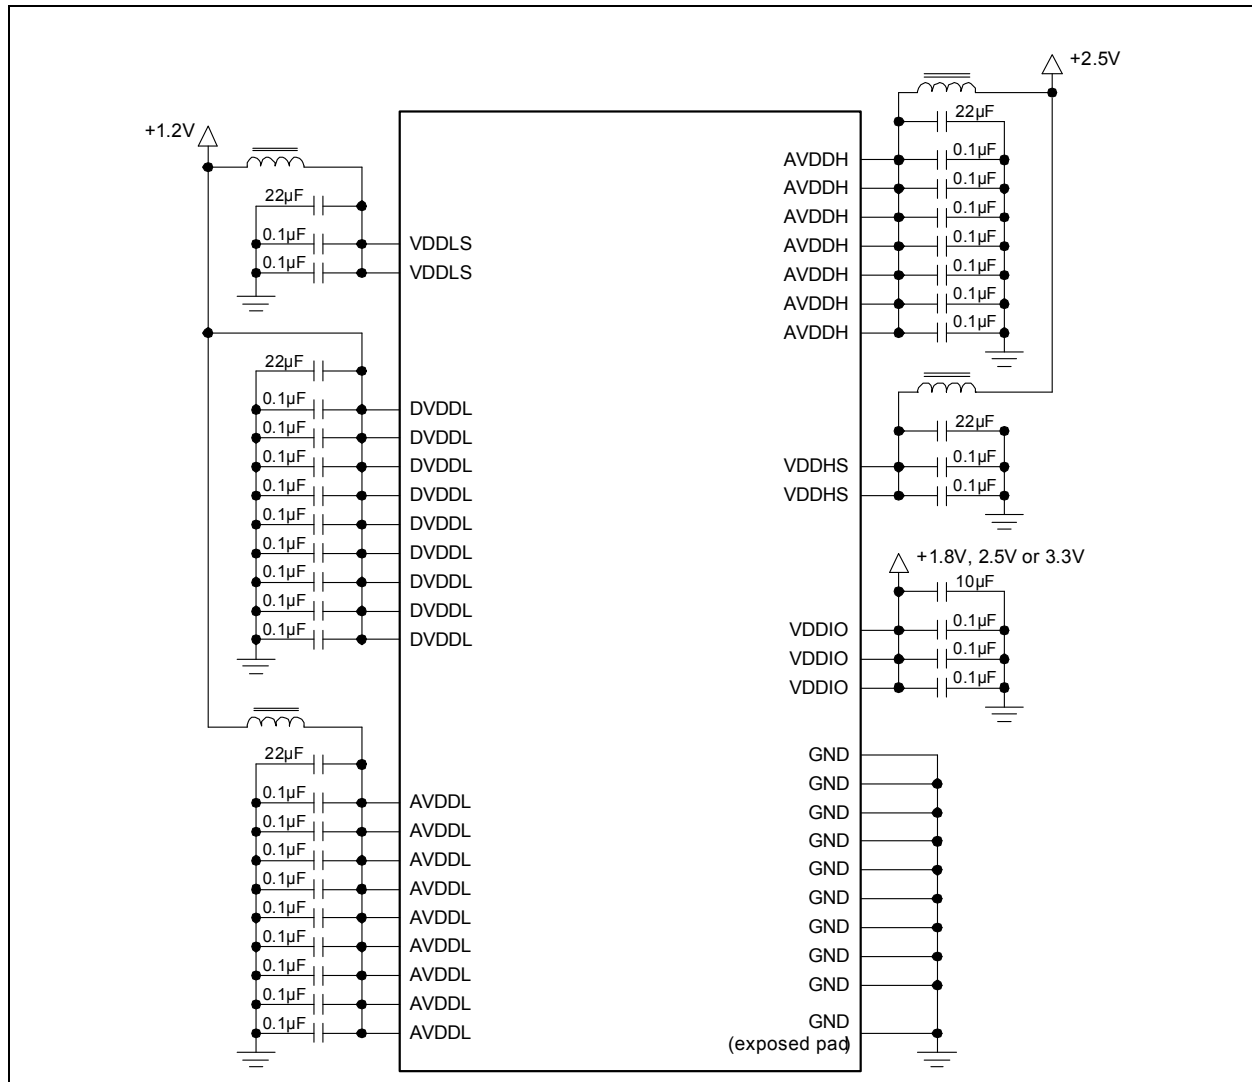 +1.2V
22µF
0.1µF
VDDLS
0.1µF
VDDLS
22µF
0.1µF
DVDDL
0.1µF
DVDDL
0.1µF
DVDDL
0.1µF
DVDDL
0.1µF
DVDDL
0.1µF
DVDDL
0.1µF
DVDDL
0.1µF
DVDDL
0.1µF
DVDDL
22µF
0.1µF
AVDDL
0.1µF
AVDDL
0.1µF
AVDDL
0.1µF
AVDDL
0.1µF
AVDDL
0.1µF
AVDDL
0.1µF
AVDDL
0.1µF
AVDDL
0.1µF
AVDDL
+2.5V
22µF
AVDDH
0.1µF
AVDDH
0.1µF
AVDDH
0.1µF
AVDDH
0.1µF
AVDDH
0.1µF
AVDDH
0.1µF
AVDDH
0.1µF
22µF
VDDHS
0.1µF
VDDHS
0.1µF
+1.8V, 2.5V or 3.3V
10µF
VDDIO
0.1µF
VDDIO
0.1µF
VDDIO
0.1µF
GND
GND
GND
GND
GND
GND
GND
GND
GND
GND
(exposed pad)